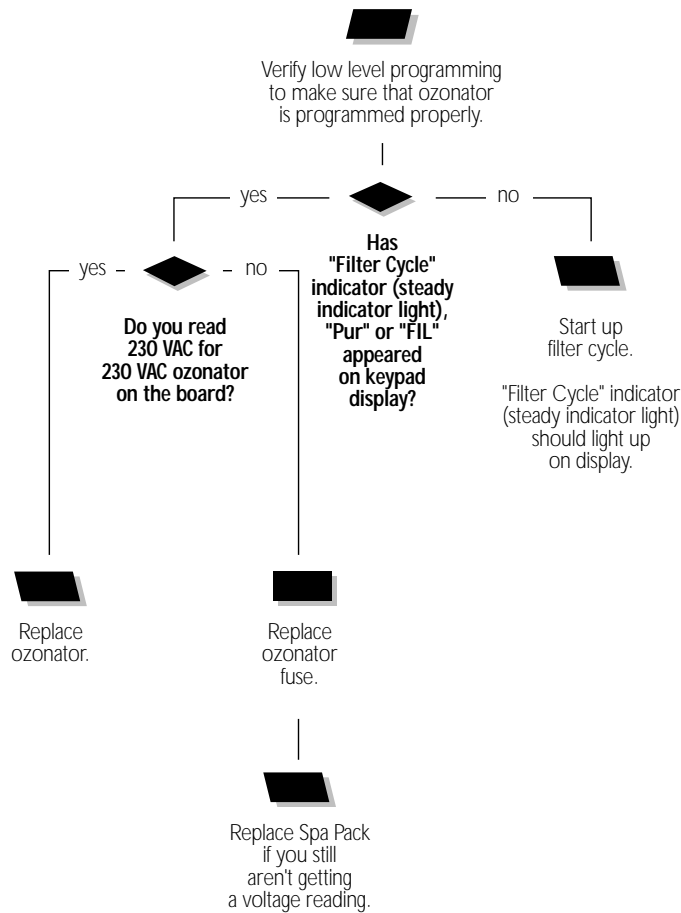 Verify low level programming
to make sure that ozonator
is programmed properly.
yes
no
Has
"Filter Cycle"
indicator (steady
indicator light),
"Pur" or "FIL"
appeared
on keypad
display?
yes
no
Do you read
230 VAC for
230 VAC ozonator
on the board?
Start up
filter cycle.
"Filter Cycle" indicator
(steady indicator light)
should light up
on display.
Replace
ozonator.
Replace
ozonator
fuse.
Replace Spa Pack
if you still
aren't getting
a voltage reading.